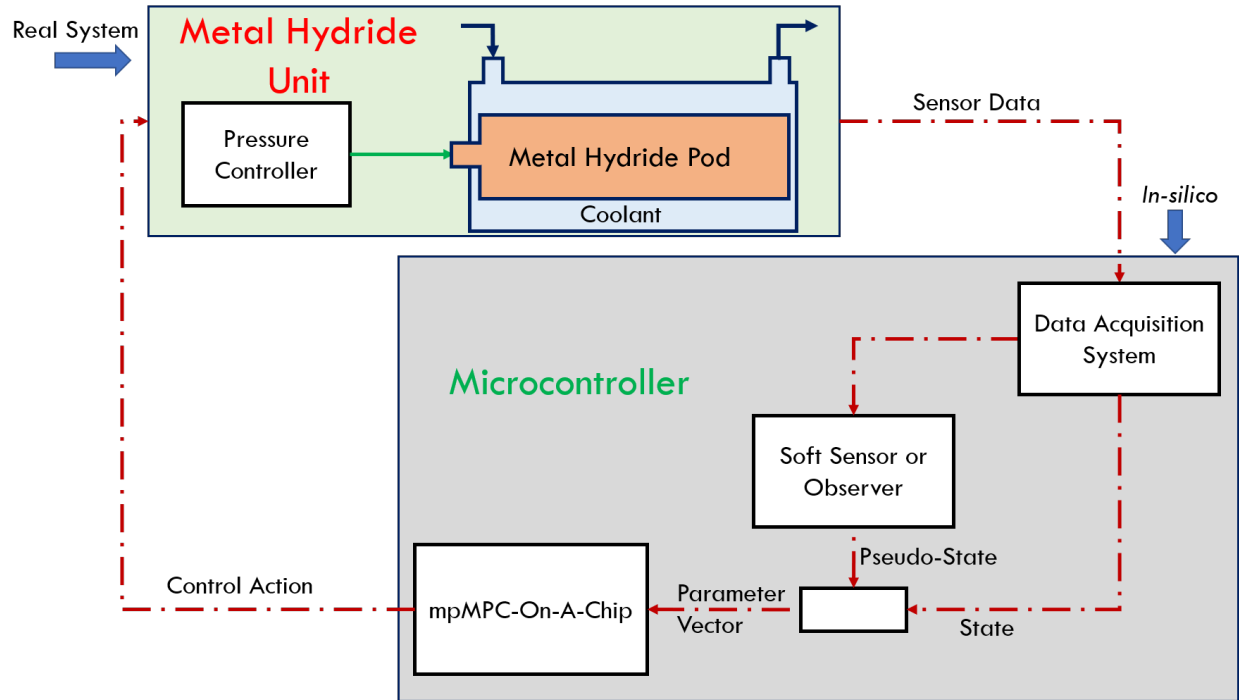 Real System
Metal Hydride
Unit
Pressure
Controller
Metal Hydride Pod
Coolant
Sensor Data
In-silico
Data Acquisition
System
Microcontroller
Soft Sensor or
Observer
Pseudo-State
Control Action
mpMPC-On-A-Chip
Parameter
Vector
State